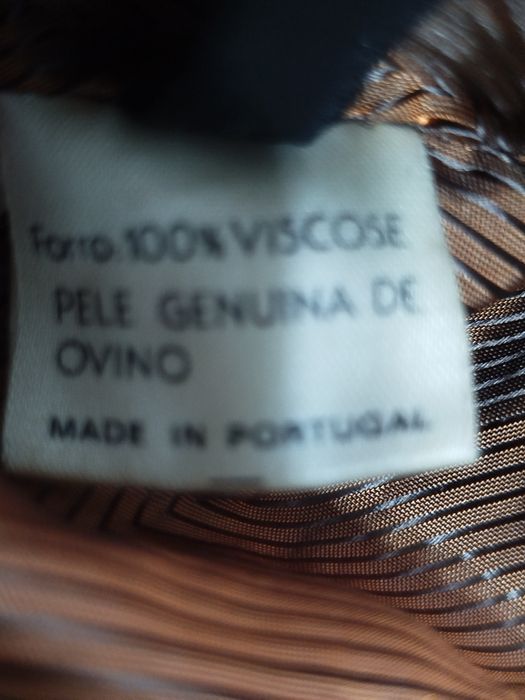 Forro: 100% VISCOSE
PELE GENUINA DE
OVINO
MADE IN PORTUGAL